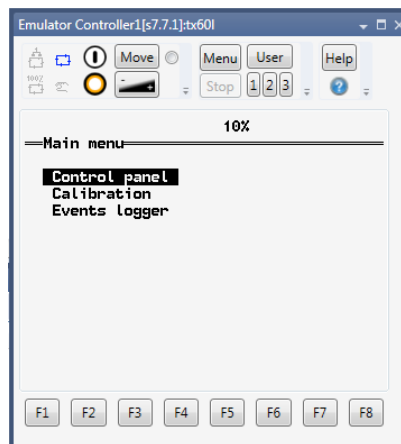 Emulator Controller1[s7.7.1]:tx60l
Move Menu User Help
100% Stop 1 2 3 ?
10%
Main menu
Control panel
Calibration
Events logger
F1 F2 F3 F4 F5 F6 F7 F8